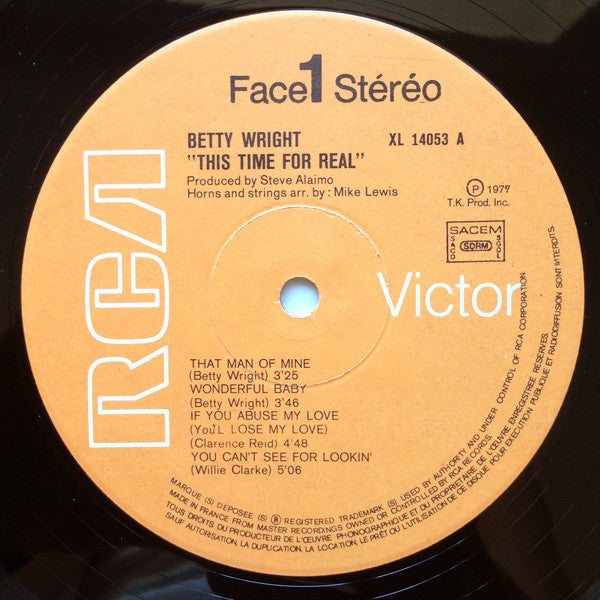 Face 1 Stéréo
BETTY WRIGHT XL 14053 A
"THIS TIME FOR REAL"
Produced by Steve Alaimo
Horns and strings arr. by : Mike Lewis
Ⓟ 1977
T.K. Prod. Inc.
SACEM
SACD SDRM SGDL
RCA
Victor
THAT MAN OF MINE
(Betty Wright) 3'25
WONDERFUL BABY
(Betty Wright) 3'46
IF YOU ABUSE MY LOVE
(You'L LOSE MY LOVE)
(Clarence Reid) 4'48
YOU CAN'T SEE FOR LOOKIN'
(Willie Clarke) 5'06
MARQUE (S) DEPOSEE (S) ® REGISTERED TRADEMARK (S) USED BY AUTHORITY AND UNDER CONTROL OF RCA CORPORATION.
MADE IN FRANCE FROM MASTER RECORDINGS OWNED OR CONTROLLED BY RCA RECORDS.
TOUS DROITS DU PRODUCTEUR DE L'ŒUVRE PHONOGRAPHIQUE ET DU PROPRIETAIRE DE L'ŒUVRE ENREGISTREE RESERVES.
SAUF AUTORISATION, LA DUPLICATION, LA LOCATION, LE PRÊT OU L'UTILISATION DE CE DISQUE POUR EXECUTION PUBLIQUE ET RADIODIFFUSION SONT INTERDITS.